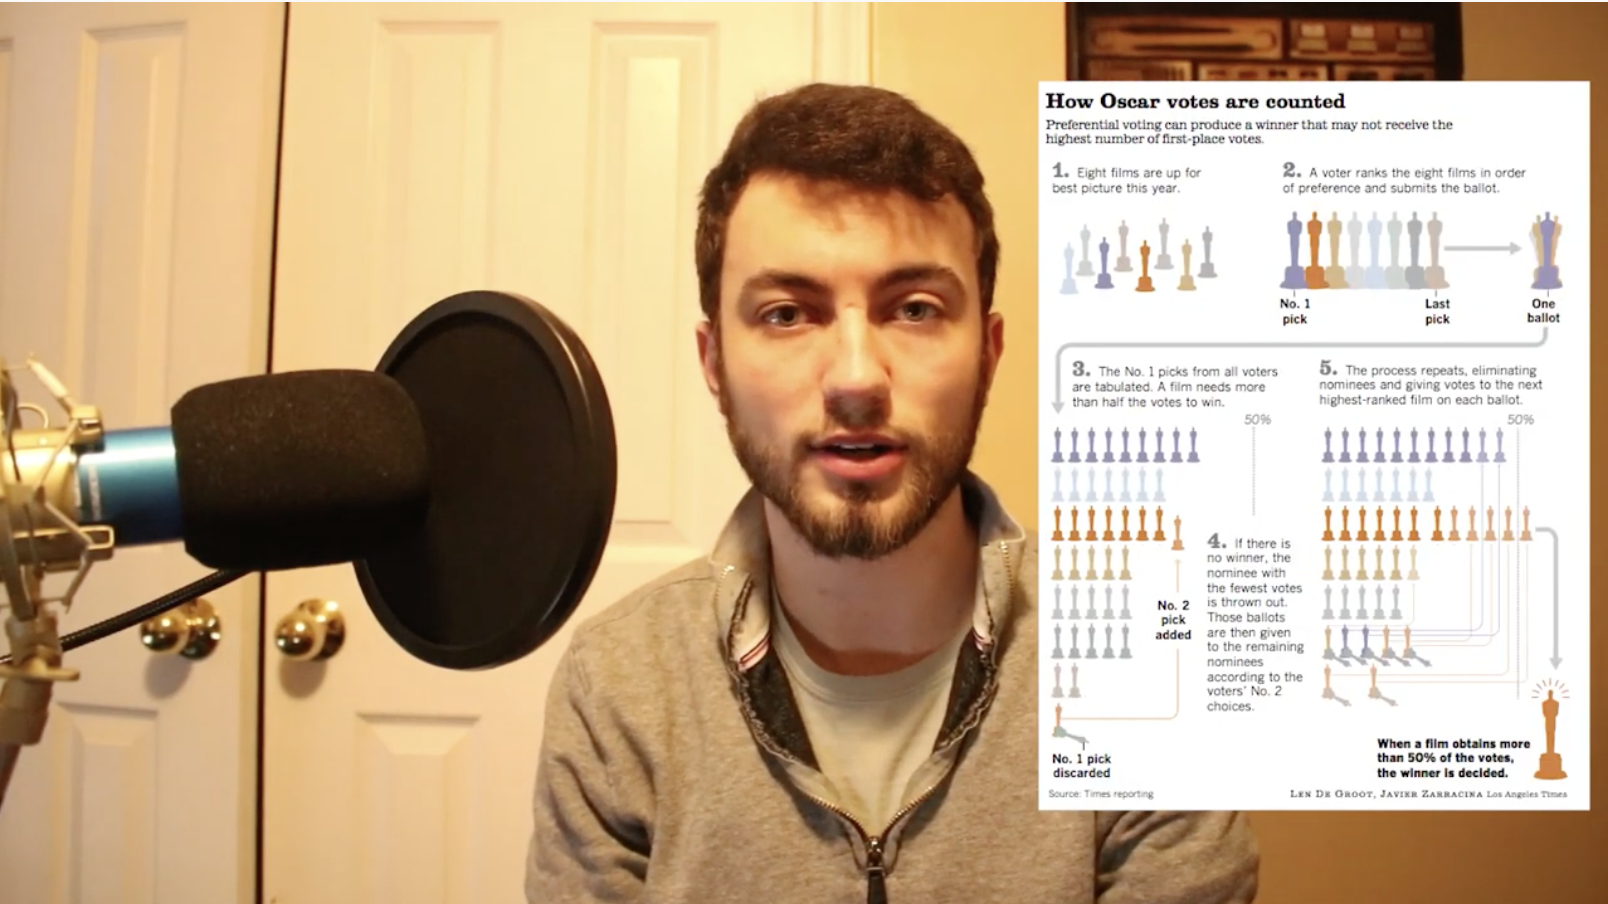 How Oscar votes are counted
Preferential voting can produce a winner that may not receive the
highest number of first-place votes.
1. Eight films are up for
best picture this year.
2. A voter ranks the eight films in order
of preference and submits the ballot.
No. 1
pick
Last
pick
One
ballot
3. The No. 1 picks from all voters
are tabulated. A film needs more
than half the votes to win.
50%
4. If there is
no winner, the
nominee with
the fewest votes
is thrown out.
Those ballots
are then given
to the remaining
nominees
according to the
voters' No. 2
choices.
No. 2
pick
added
No. 1 pick
discarded
5. The process repeats, eliminating
nominees and giving votes to the next
highest-ranked film on each ballot.
50%
When a film obtains more
than 50% of the votes,
the winner is decided.
Source: Times reporting
LEN DE GROOT, JAVIER ZARRACINA Los Angeles Times